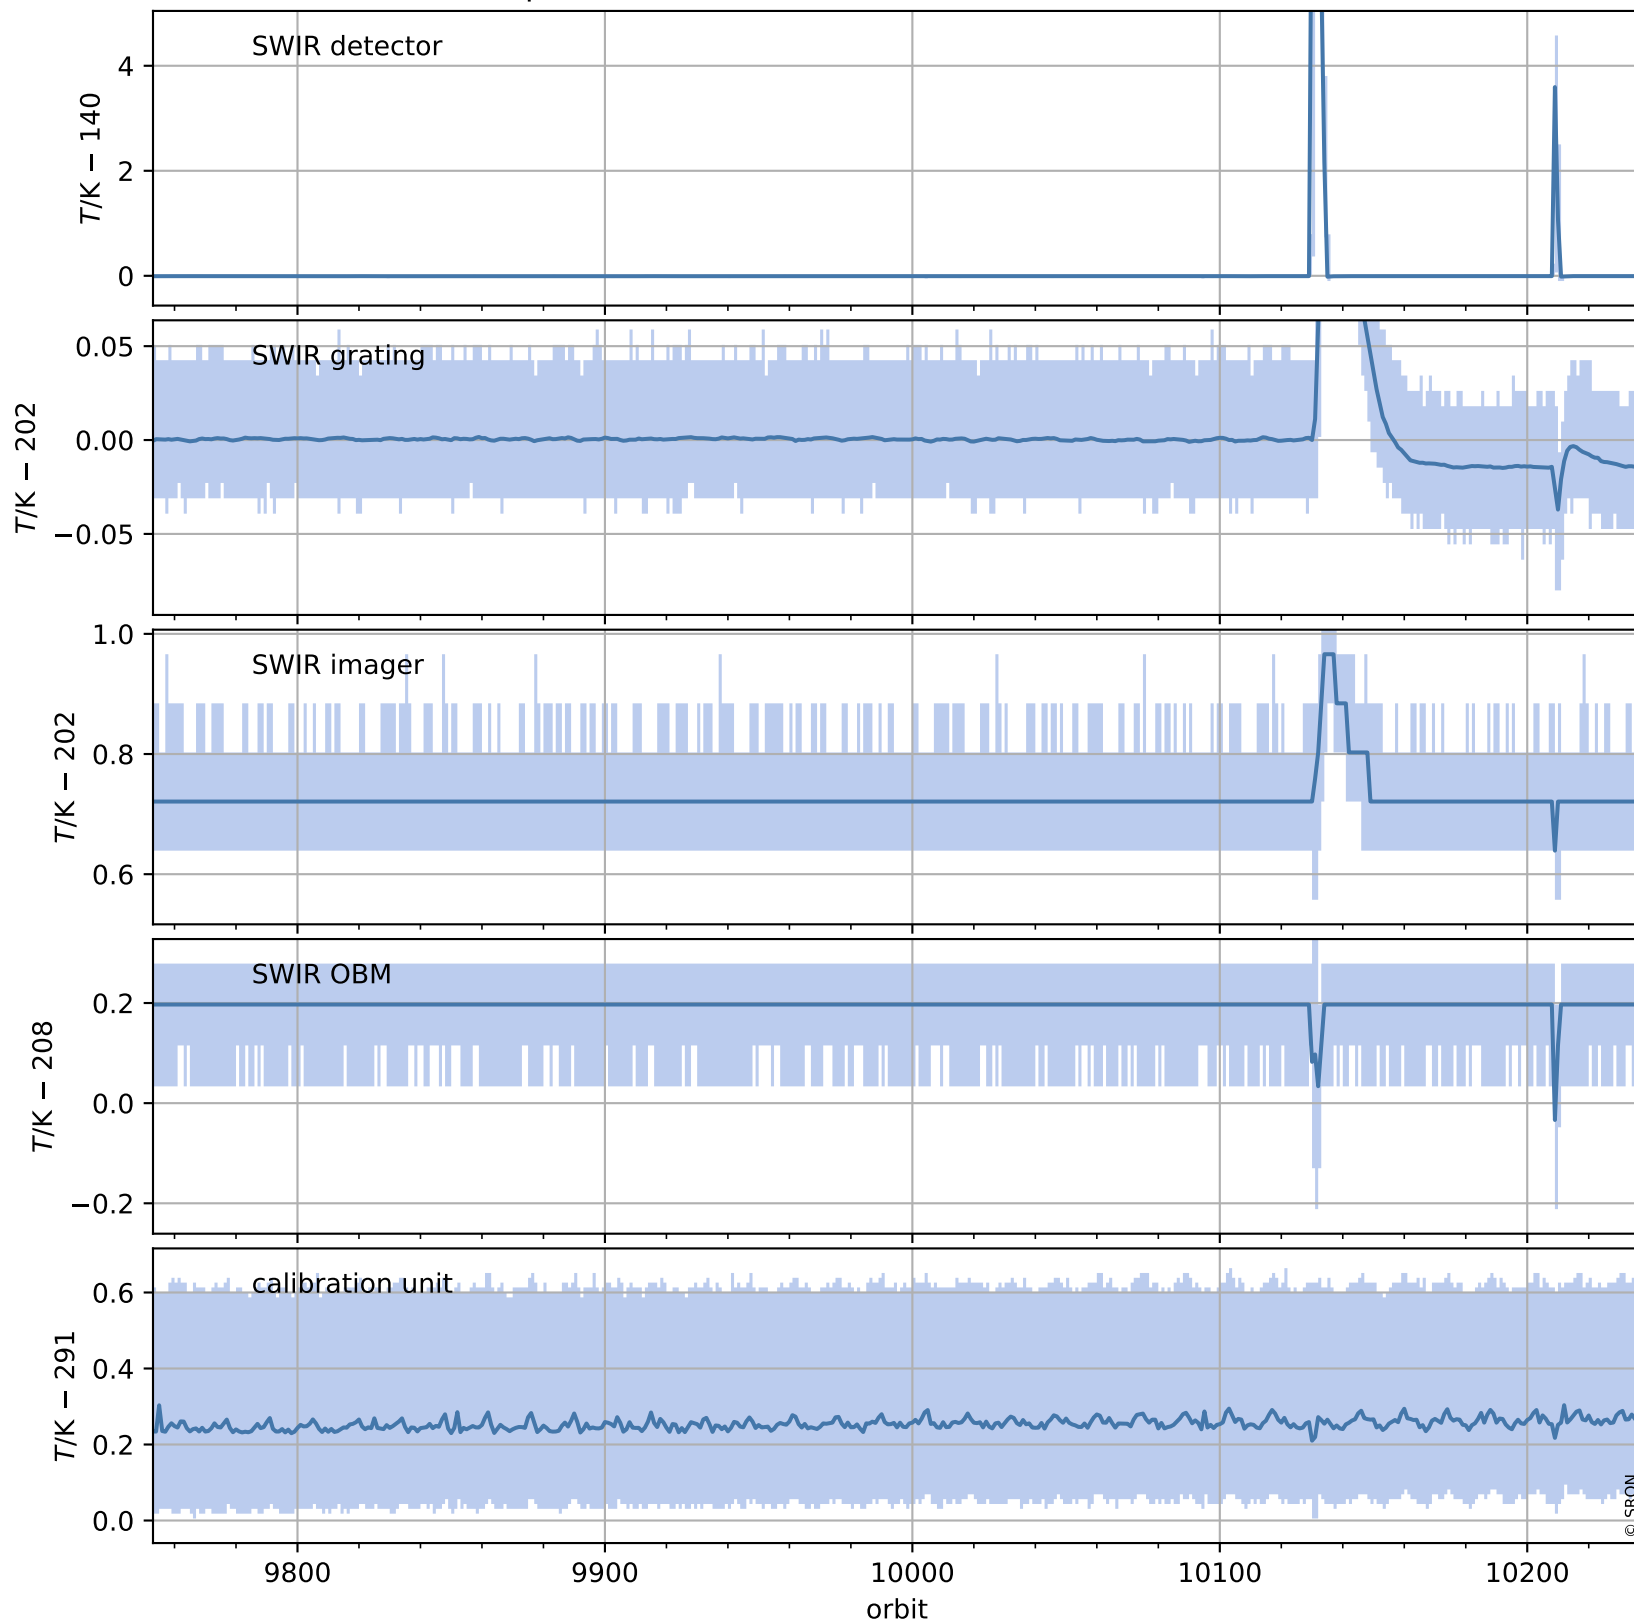 SWIR detector
4
2
0
T/K − 140
SWIR grating
0.05
0.00
−0.05
T/K − 202
SWIR imager
1.0
0.8
0.6
T/K − 202
SWIR OBM
0.2
0.0
−0.2
T/K − 208
calibration unit
0.6
0.4
0.2
0.0
T/K − 291
© SRON
9800
9900
10000
10100
10200
orbit